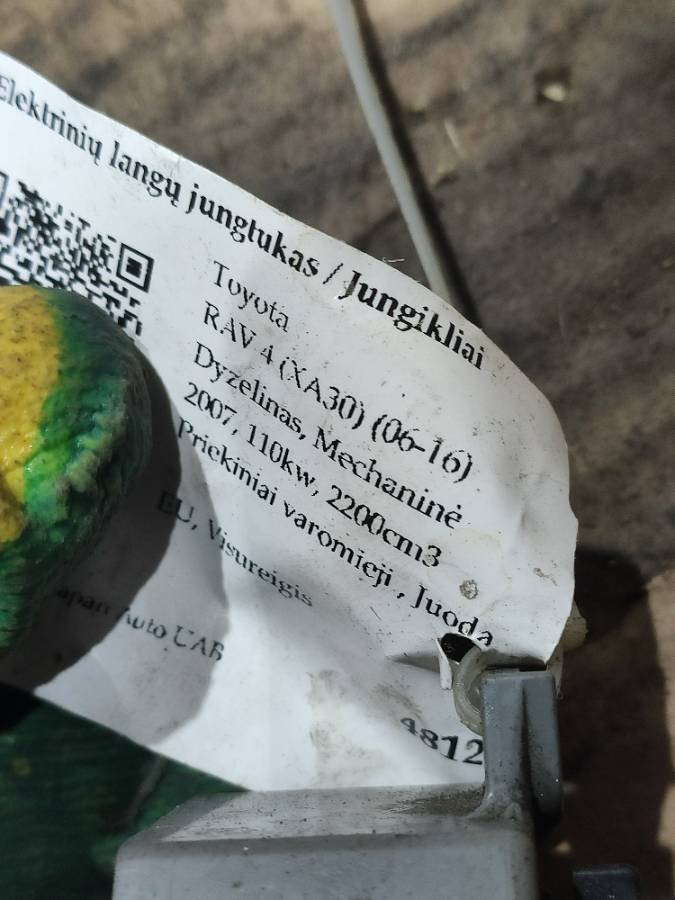 Elektrinių langų jungtukas / Jungikliai
Toyota
RAV 4 (XA30) (06-16)
Dyzelinas, Mechaninė
2007, 110kw, 2200cm3
Priekiniai varomieji , Juoda
EU, Visureigis
Auto UAB
4812